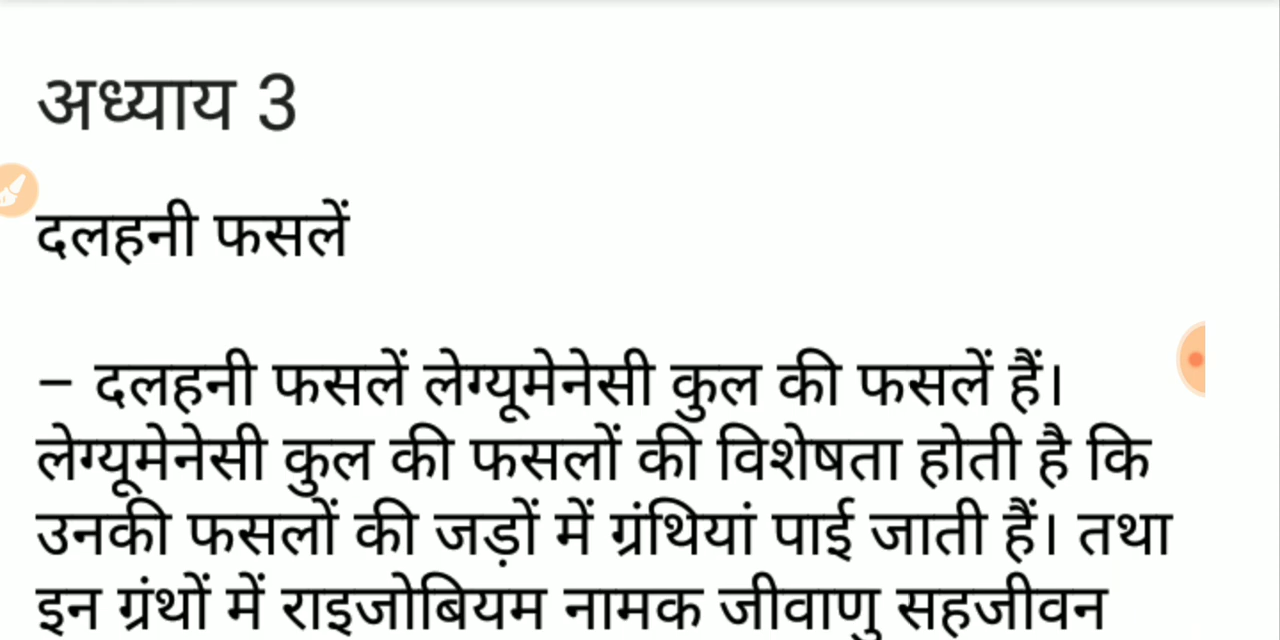 अध्याय 3
दलहनी फसलें
– दलहनी फसलें लेग्यूमेनेसी कुल की फसलें हैं।
लेग्यूमेनेसी कुल की फसलों की विशेषता होती है कि
उनकी फसलों की जड़ों में ग्रंथियां पाई जाती हैं। तथा
इन ग्रंथों में राइजोबियम नामक जीवाणु सहजीवन